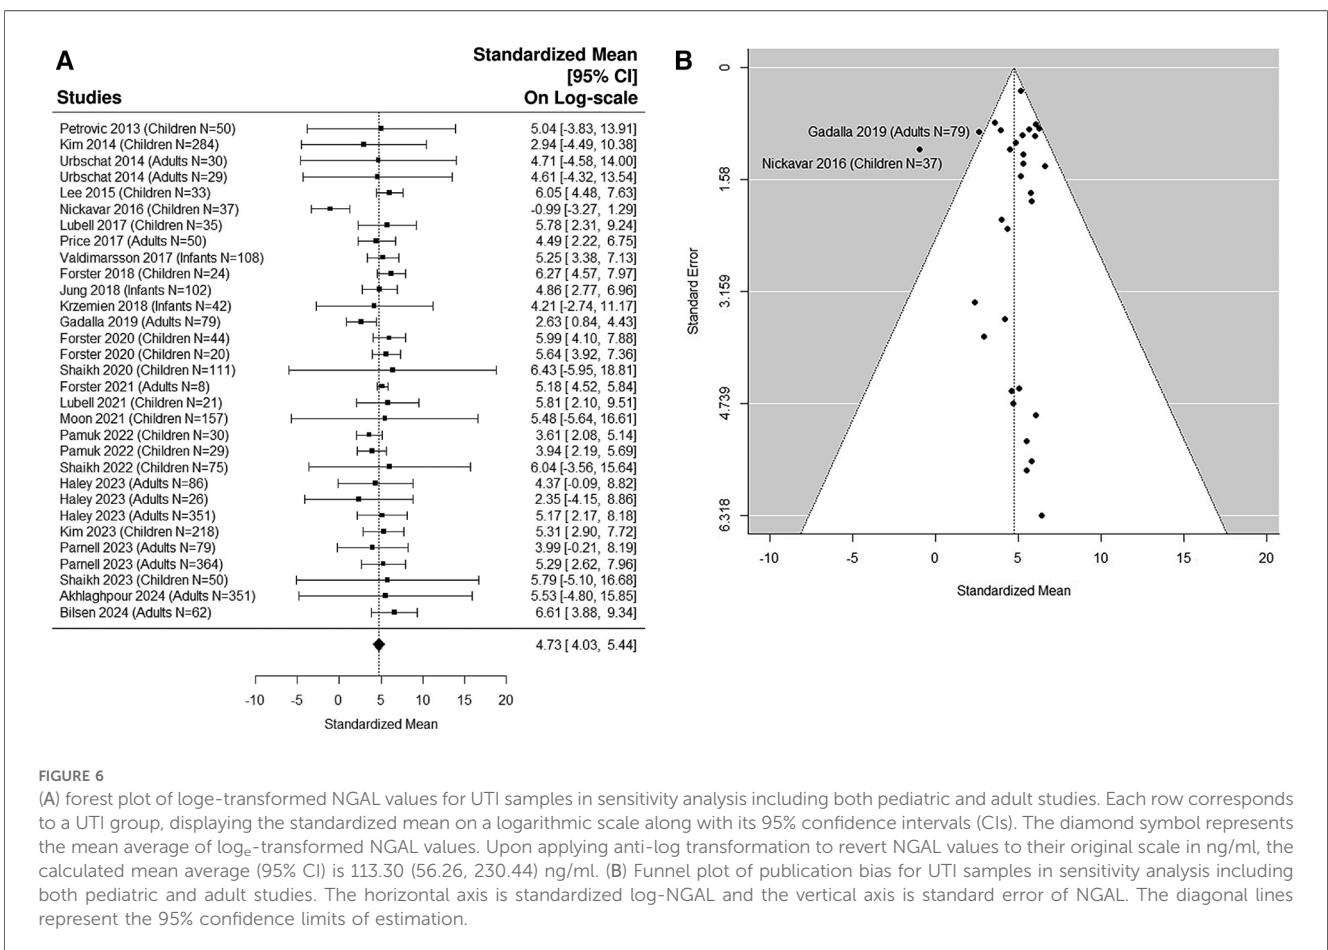 A
Standardized Mean
[95% CI]
Studies On Log-scale
Petrovic 2013 (Children N=50) 5.04 [-3.83, 13.91]
Kim 2014 (Children N=284) 2.94 [-4.49, 10.38]
Urbschat 2014 (Adults N=30) 4.71 [-4.58, 14.00]
Urbschat 2014 (Adults N=29) 4.61 [-4.32, 13.54]
Lee 2015 (Children N=33) 6.05 [ 4.48, 7.63]
Nickavar 2016 (Children N=37) -0.99 [-3.27, 1.29]
Lubell 2017 (Children N=35) 5.78 [ 2.31, 9.24]
Price 2017 (Adults N=50) 4.49 [ 2.22, 6.75]
Valdimarsson 2017 (Infants N=108) 5.25 [ 3.38, 7.13]
Forster 2018 (Children N=24) 6.27 [ 4.57, 7.97]
Jung 2018 (Infants N=102) 4.86 [ 2.77, 6.96]
Krzemien 2018 (Infants N=42) 4.21 [-2.74, 11.17]
Gadalla 2019 (Adults N=79) 2.63 [ 0.84, 4.43]
Forster 2020 (Children N=44) 5.99 [ 4.10, 7.88]
Forster 2020 (Children N=20) 5.64 [ 3.92, 7.36]
Shaikh 2020 (Children N=111) 6.43 [-5.95, 18.81]
Forster 2021 (Adults N=8) 5.18 [ 4.52, 5.84]
Lubell 2021 (Children N=21) 5.81 [ 2.10, 9.51]
Moon 2021 (Children N=157) 5.48 [-5.64, 16.61]
Pamuk 2022 (Children N=30) 3.61 [ 2.08, 5.14]
Pamuk 2022 (Children N=29) 3.94 [ 2.19, 5.69]
Shaikh 2022 (Children N=75) 6.04 [-3.56, 15.64]
Haley 2023 (Adults N=86) 4.37 [-0.09, 8.82]
Haley 2023 (Adults N=26) 2.35 [-4.15, 8.86]
Haley 2023 (Adults N=351) 5.17 [ 2.17, 8.18]
Kim 2023 (Children N=218) 5.31 [ 2.90, 7.72]
Parnell 2023 (Adults N=79) 3.99 [-0.21, 8.19]
Parnell 2023 (Adults N=364) 5.29 [ 2.62, 7.96]
Shaikh 2023 (Children N=50) 5.79 [-5.10, 16.68]
Akhlaghpour 2024 (Adults N=351) 5.53 [-4.80, 15.85]
Bilsen 2024 (Adults N=62) 6.61 [ 3.88, 9.34]
4.73 [ 4.03, 5.44]
-10 -5 0 5 10 15 20
Standardized Mean
B
0
Gadalla 2019 (Adults N=79)
Nickavar 2016 (Children N=37)
1.58
3.159
4.739
6.318
Standard Error
-10 -5 0 5 10 15 20
Standardized Mean
FIGURE 6
(A) forest plot of loge-transformed NGAL values for UTI samples in sensitivity analysis including both pediatric and adult studies. Each row corresponds
to a UTI group, displaying the standardized mean on a logarithmic scale along with its 95% confidence intervals (CIs). The diamond symbol represents
the mean average of logₑ-transformed NGAL values. Upon applying anti-log transformation to revert NGAL values to their original scale in ng/ml, the
calculated mean average (95% CI) is 113.30 (56.26, 230.44) ng/ml. (B) Funnel plot of publication bias for UTI samples in sensitivity analysis including
both pediatric and adult studies. The horizontal axis is standardized log-NGAL and the vertical axis is standard error of NGAL. The diagonal lines
represent the 95% confidence limits of estimation.